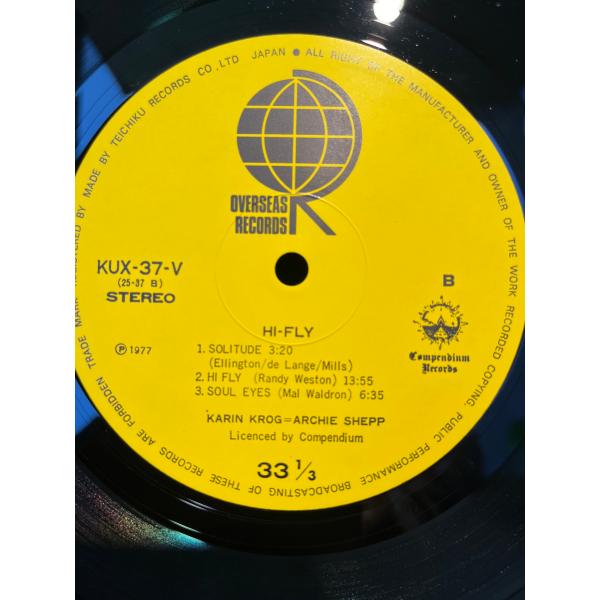 TRADE MARK REGISTERED BY MADE BY TEICHIKU RECORDS CO., LTD JAPAN ● ALL RIGHT OF THE MANUFACTURER AND OWNER OF THE WORK RECORDED COPYING, PUBLIC PERFORMANCE BROADCASTING OF THESE RECORDS ARE FORBIDDEN
OVERSEAS
RECORDS
KUX-37-V
(25-37 B)
STEREO
B
Compendium
Records
HI-FLY
℗ 1977
1. SOLITUDE 3:20
(Ellington/de Lange/Mills)
2. HI FLY (Randy Weston) 13:55
3. SOUL EYES (Mal Waldron) 6:35
KARIN KROG=ARCHIE SHEPP
Licenced by Compendium
33 1/3